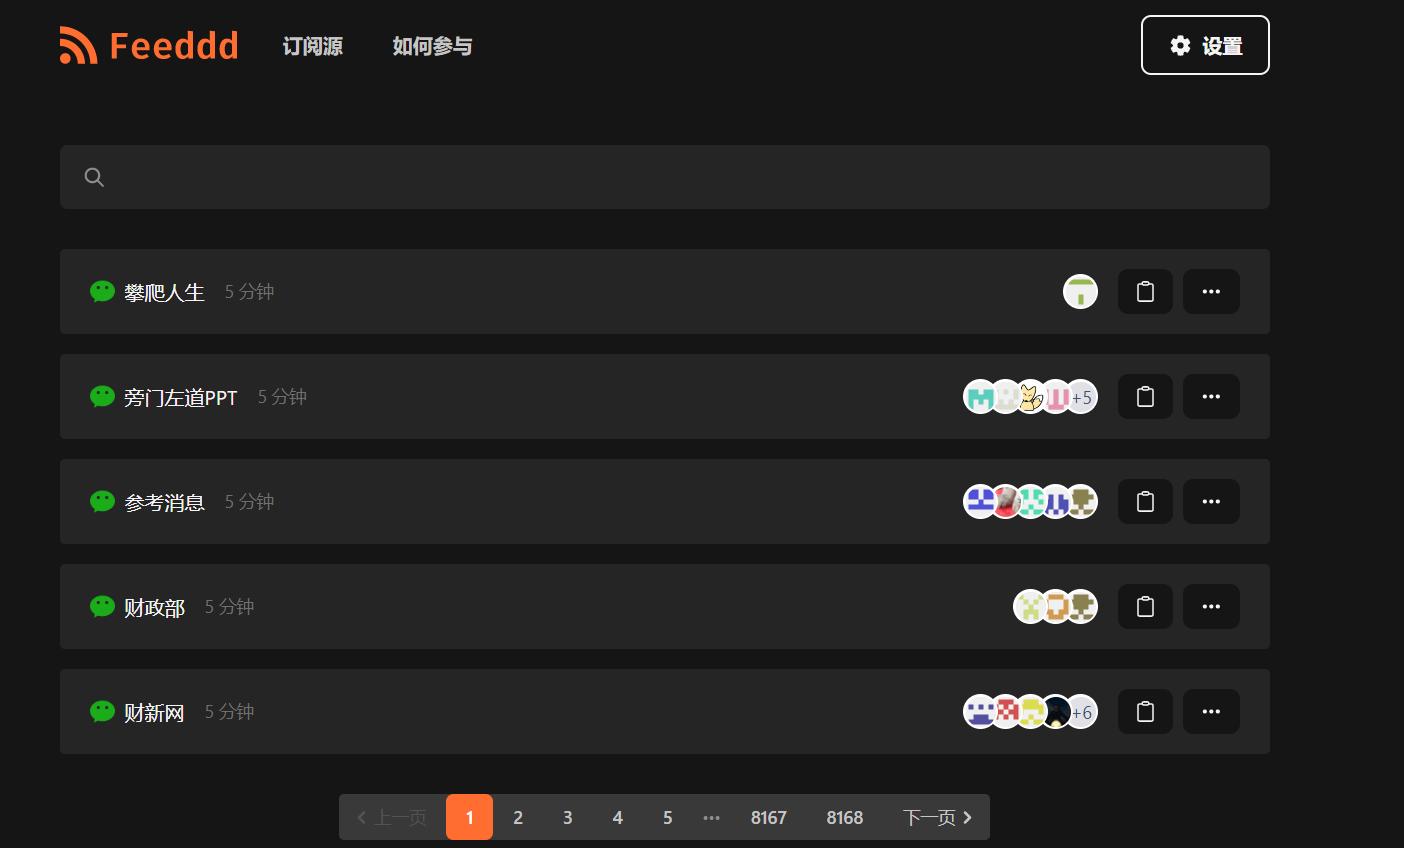 Feeddd 订阅源 如何参与 设置
攀爬人生 5 分钟
旁门左道PPT 5 分钟 +5
参考消息 5 分钟
财政部 5 分钟
财新网 5 分钟 +6
上一页 1 2 3 4 5 ••• 8167 8168 下一页